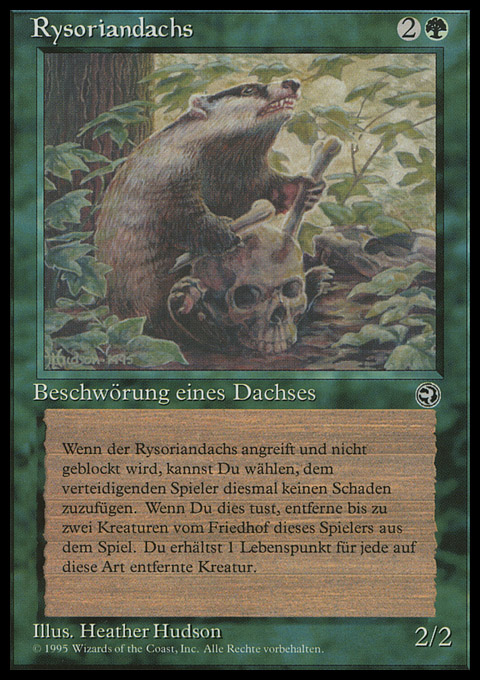 Rysoriandachs 2
Hudson 1995
Beschwörung eines Dachses
Wenn der Rysoriandachs angreift und nicht
geblockt wird, kannst Du wählen, dem
verteidigenden Spieler diesmal keinen Schaden
zuzufügen. Wenn Du dies tust, entferne bis zu
zwei Kreaturen vom Friedhof dieses Spielers aus
dem Spiel. Du erhältst 1 Lebenspunkt für jede auf
diese Art entfernte Kreatur.
Illus. Heather Hudson
2/2
© 1995 Wizards of the Coast, Inc. Alle Rechte vorbehalten.